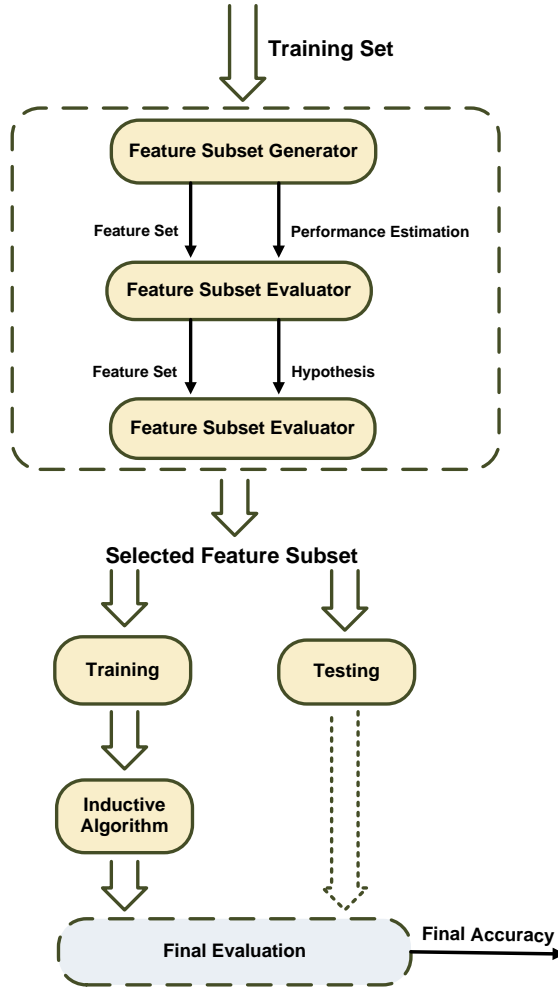 Training Set
Feature Subset Generator
Feature Set
Performance Estimation
Feature Subset Evaluator
Feature Set
Hypothesis
Feature Subset Evaluator
Selected Feature Subset
Training
Testing
Inductive
Algorithm
Final Evaluation
Final Accuracy